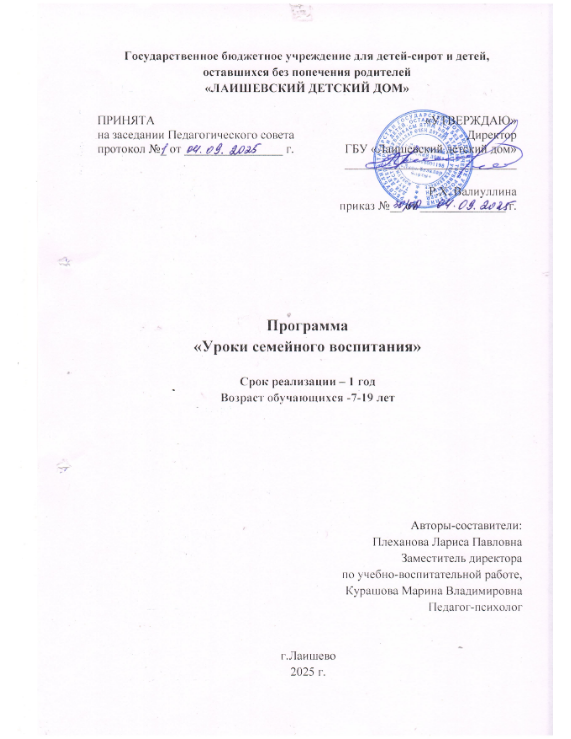 Государственное бюджетное учреждение для детей-сирот и детей,
оставшихся без попечения родителей
«ЛАИШЕВСКИЙ ДЕТСКИЙ ДОМ»
ПРИНЯТА
на заседании Педагогического совета
протокол №1 от 04.09.2025 г.
«УТВЕРЖДАЮ»
Директор
ГБУ «Лаишевский детский дом»
Р.Х. Валиуллина
приказ № 04.09.2025г.
Программа
«Уроки семейного воспитания»
Срок реализации – 1 год
Возраст обучающихся -7-19 лет
Авторы-составители:
Плеханова Лариса Павловна
Заместитель директора
по учебно-воспитательной работе,
Курашова Марина Владимировна
Педагог-психолог
г.Лаишево
2025 г.